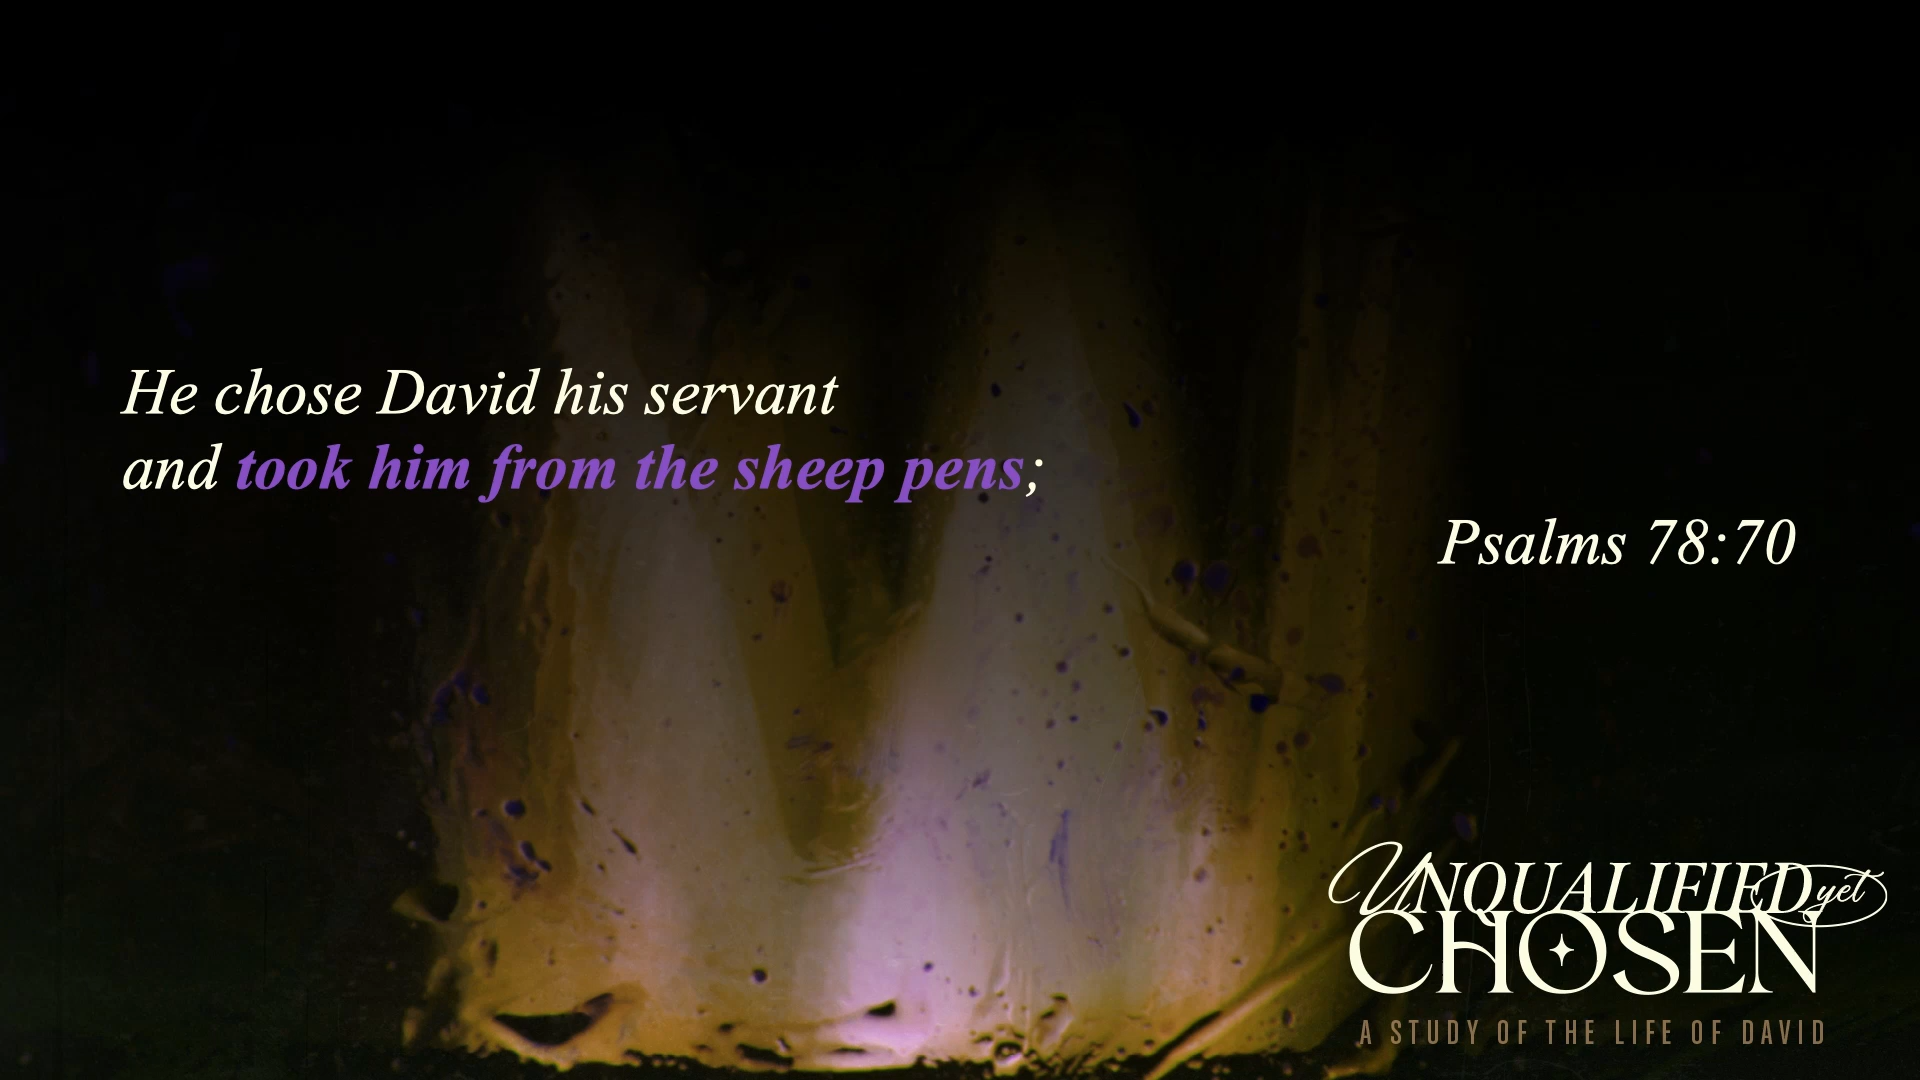 He chose David his servant
and took him from the sheep pens;
Psalms 78:70
UNQUALIFIED yet
CHOSEN
A STUDY OF THE LIFE OF DAVID